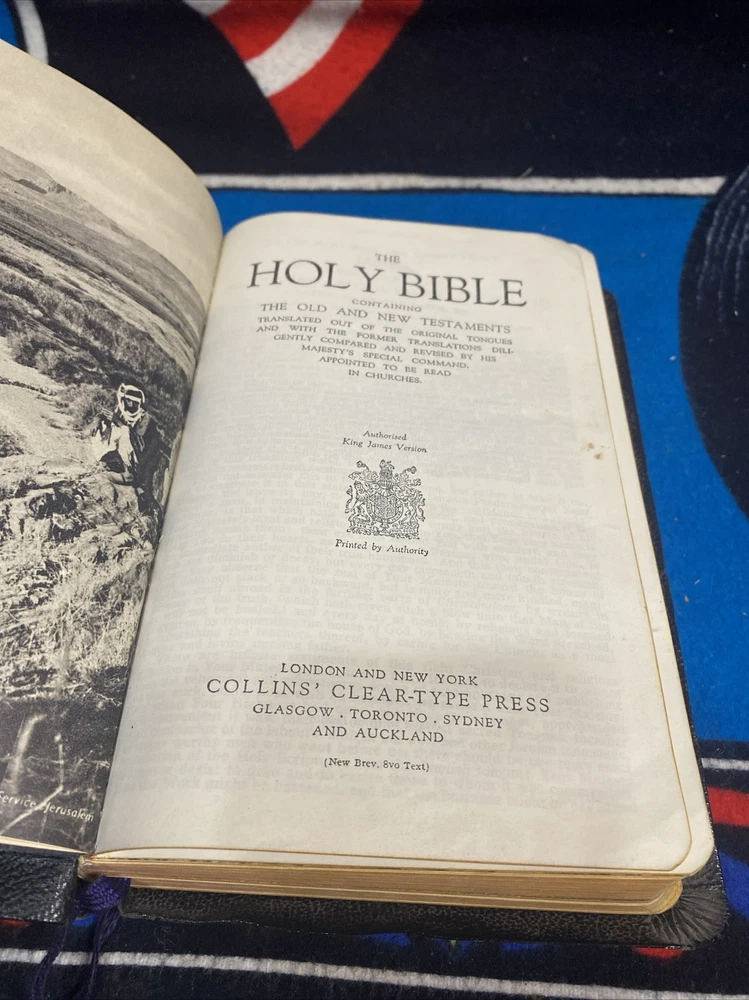 Service, Jerusalem
THE
HOLY BIBLE
CONTAINING
THE OLD AND NEW TESTAMENTS
TRANSLATED OUT OF THE ORIGINAL TONGUES
AND WITH THE FORMER TRANSLATIONS DILI-
GENTLY COMPARED AND REVISED BY HIS
MAJESTY'S SPECIAL COMMAND.
APPOINTED TO BE READ
IN CHURCHES.
Authorised
King James Version
Printed by Authority
LONDON AND NEW YORK
COLLINS' CLEAR-TYPE PRESS
GLASGOW . TORONTO . SYDNEY
AND AUCKLAND
(New Brev. 8vo Text)